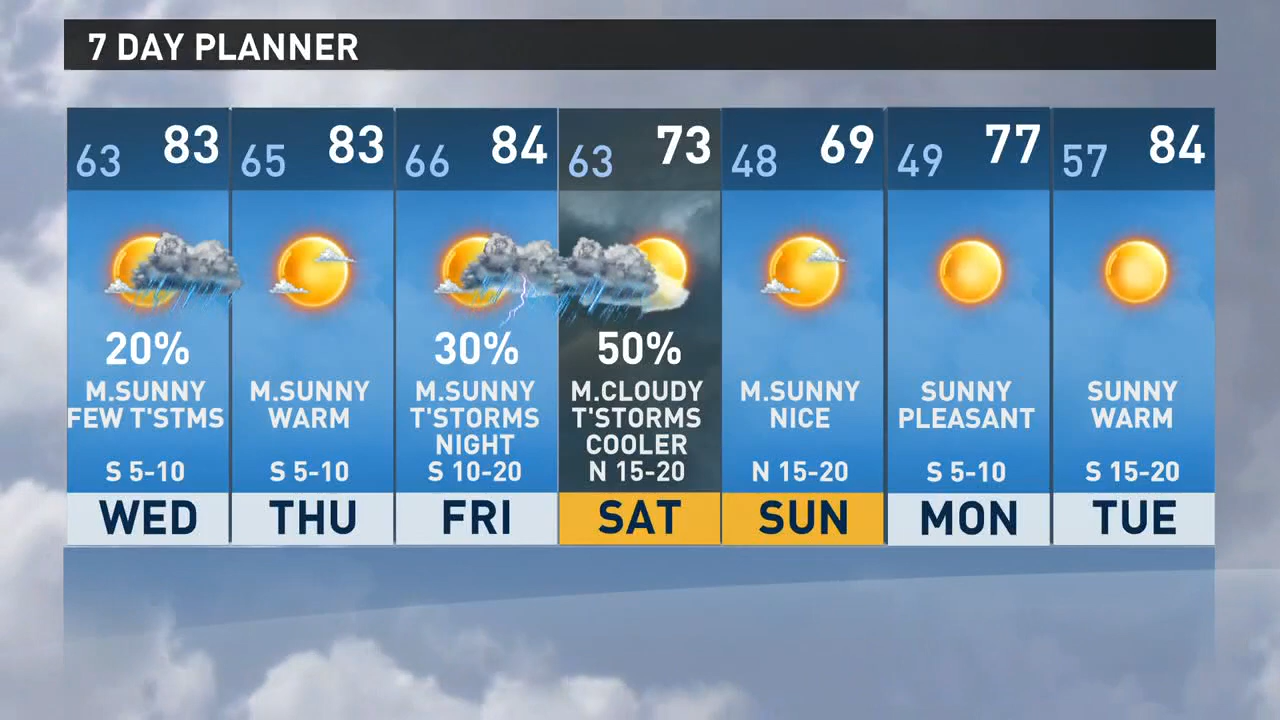 7 DAY PLANNER
63 83
20%
M.SUNNY
FEW T'STMS
S 5-10
WED
65 83
M.SUNNY
WARM
S 5-10
THU
66 84
30%
M.SUNNY
T'STORMS
NIGHT
S 10-20
FRI
63 73
50%
M.CLOUDY
T'STORMS
COOLER
N 15-20
SAT
48 69
M.SUNNY
NICE
N 15-20
SUN
49 77
SUNNY
PLEASANT
S 5-10
MON
57 84
SUNNY
WARM
S 15-20
TUE